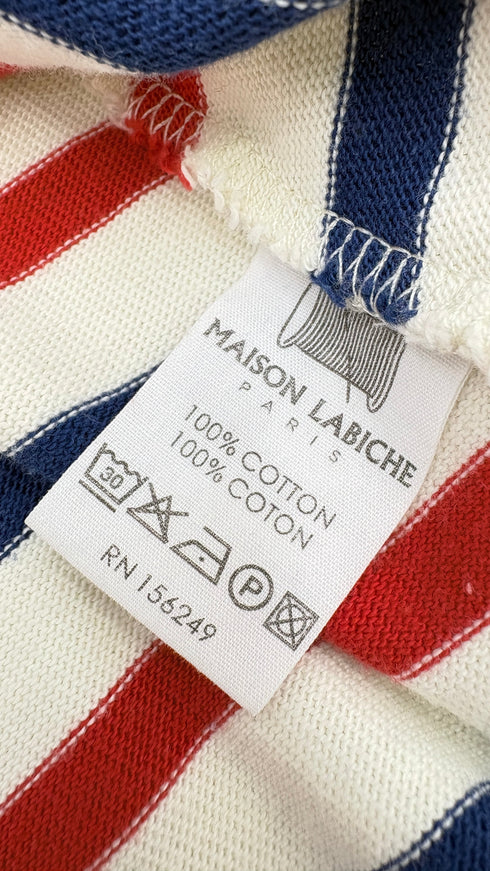 MAISON LABICHE
PARIS
100% COTTON
100% COTON
30 P
RN 156249